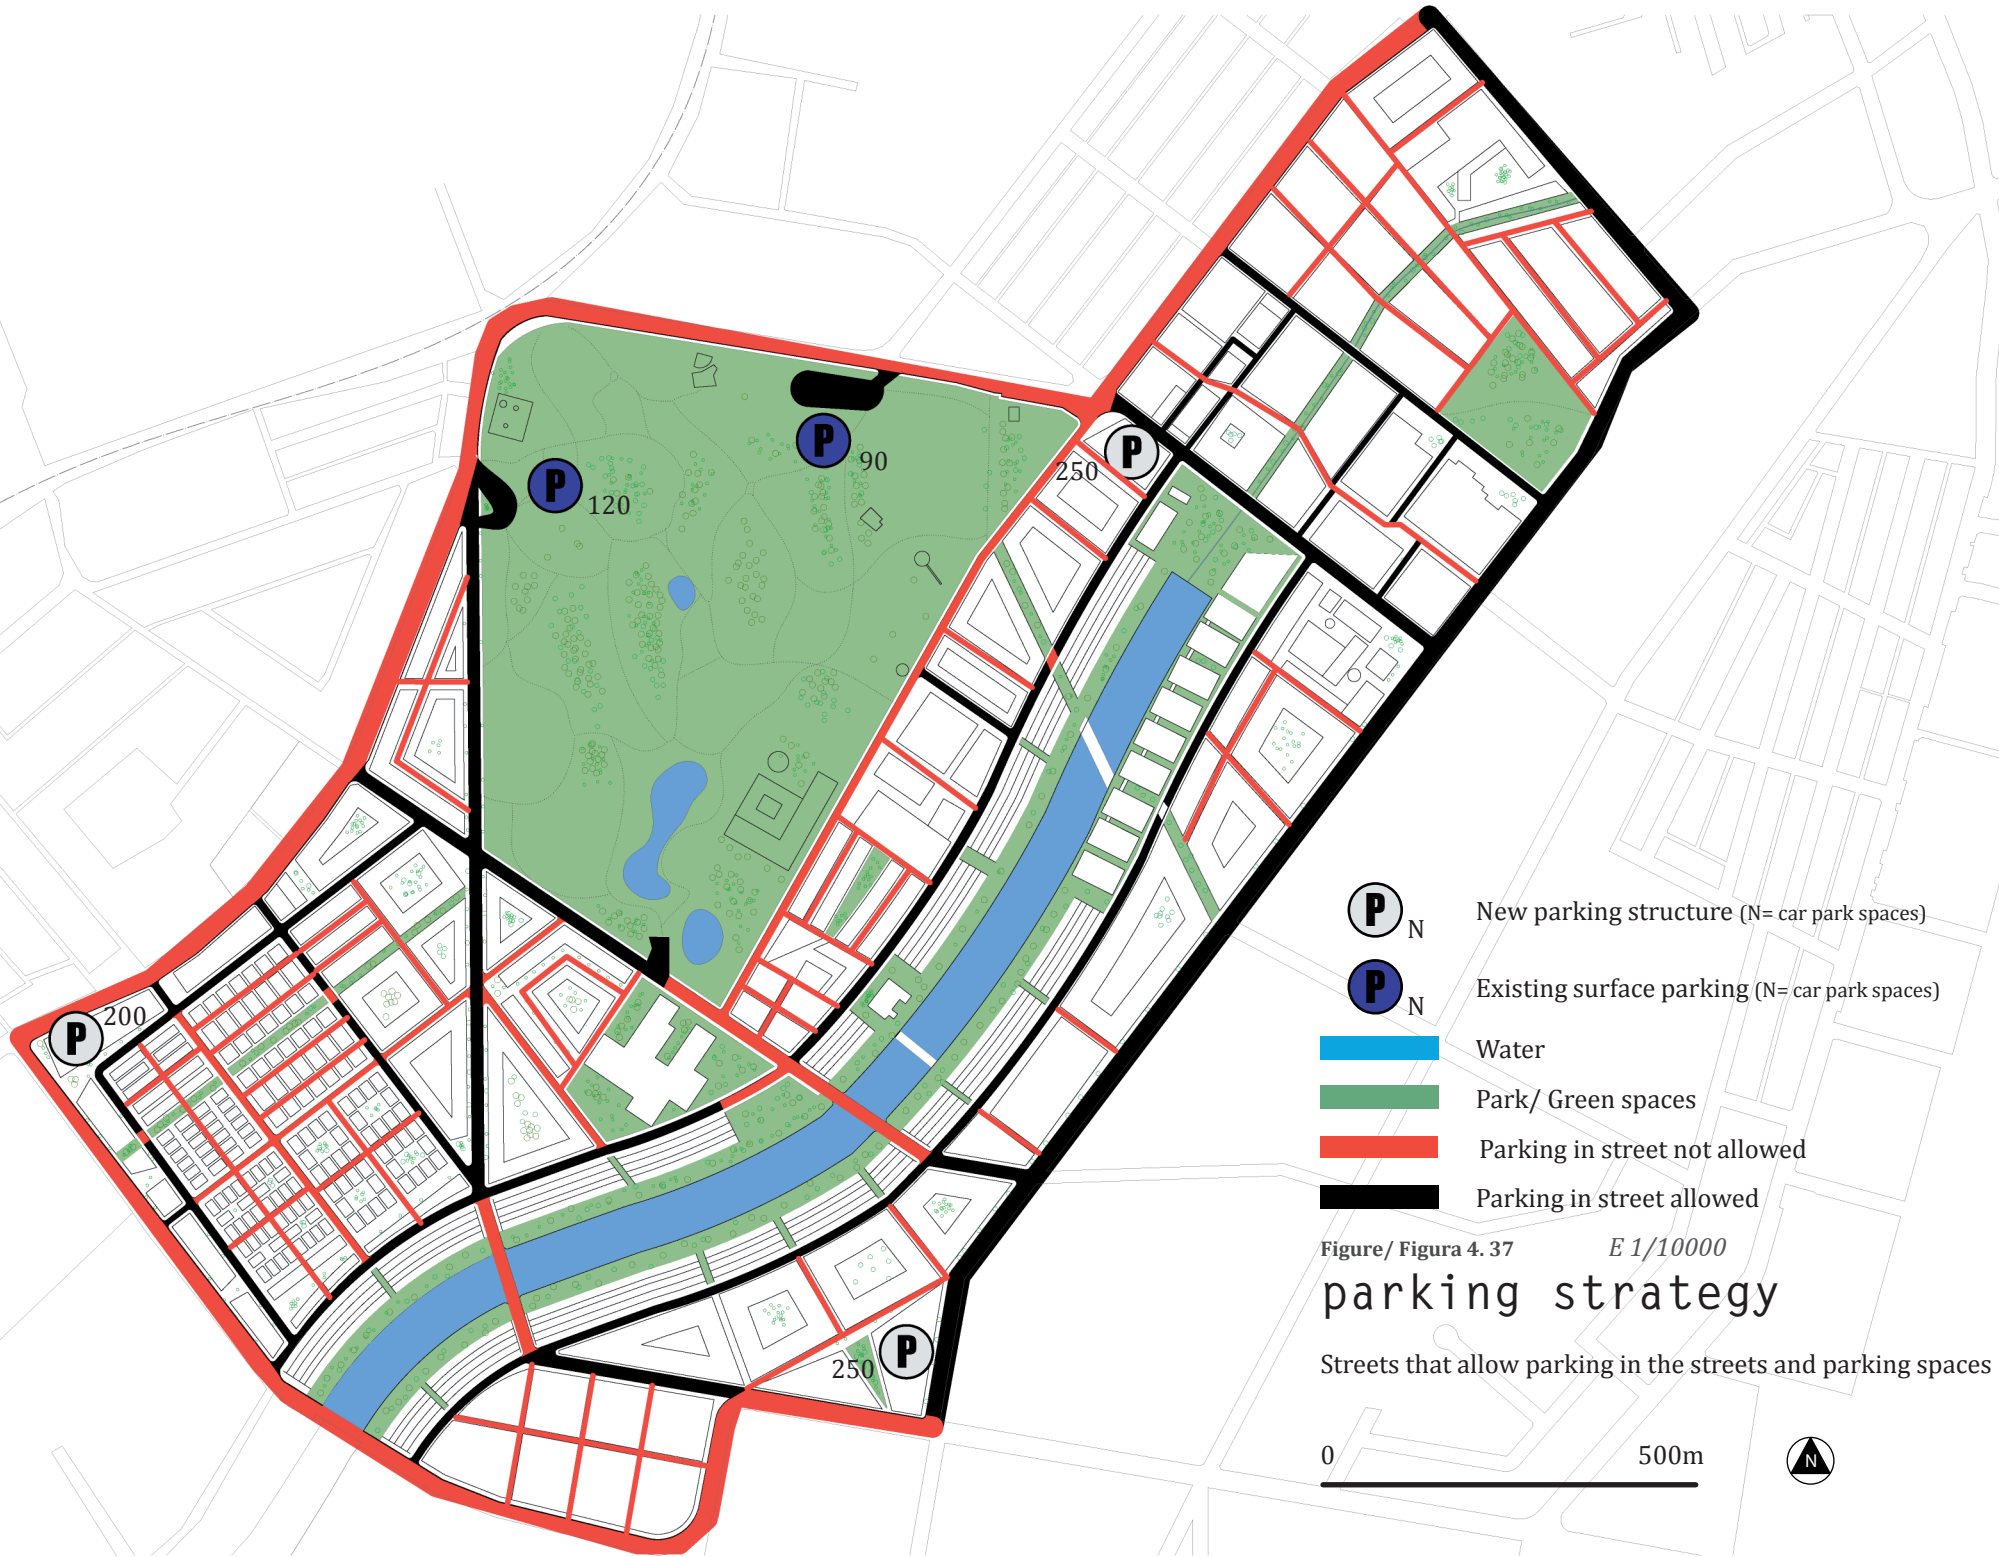 P 90
P 120
250 P
P 200
250 P
P N New parking structure (N= car park spaces)
P N Existing surface parking (N= car park spaces)
Water
Park/ Green spaces
Parking in street not allowed
Parking in street allowed
Figure/ Figura 4. 37 E 1/10000
parking strategy
Streets that allow parking in the streets and parking spaces
0 500m
N